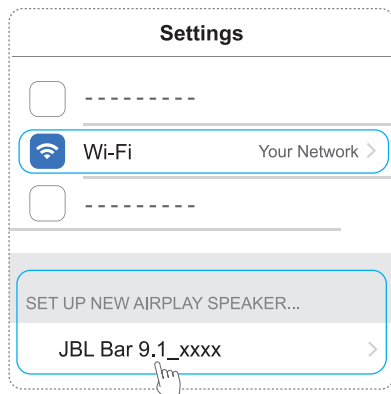 Settings
- - - - - - - - -
Wi-Fi Your Network >
- - - - - - - - -
SET UP NEW AIRPLAY SPEAKER...
JBL Bar 9.1_xxxx >